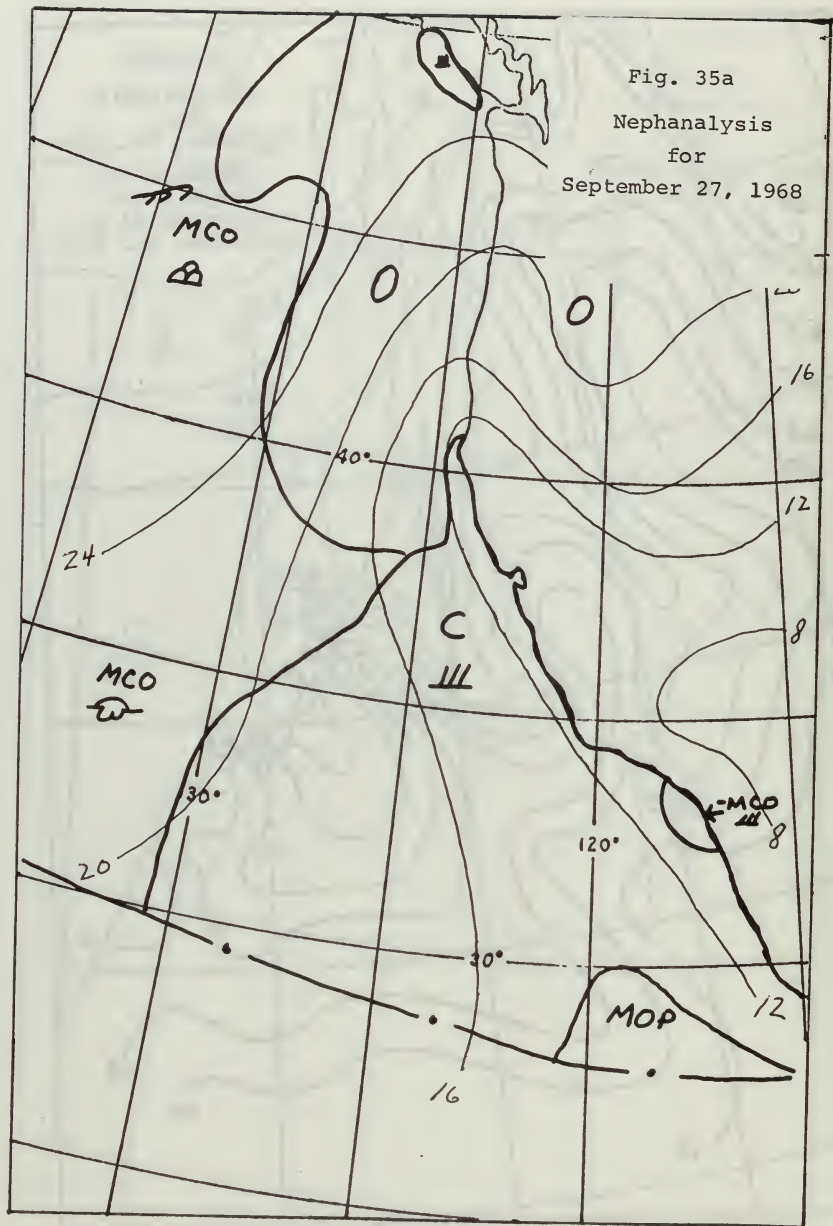 Fig. 35a
Nephanalysis
for
September 27, 1968
MCO
O
O
16
40°
12
24
C
8
MCO
30°
MCO
8
120°
20
30°
12
MOP
16